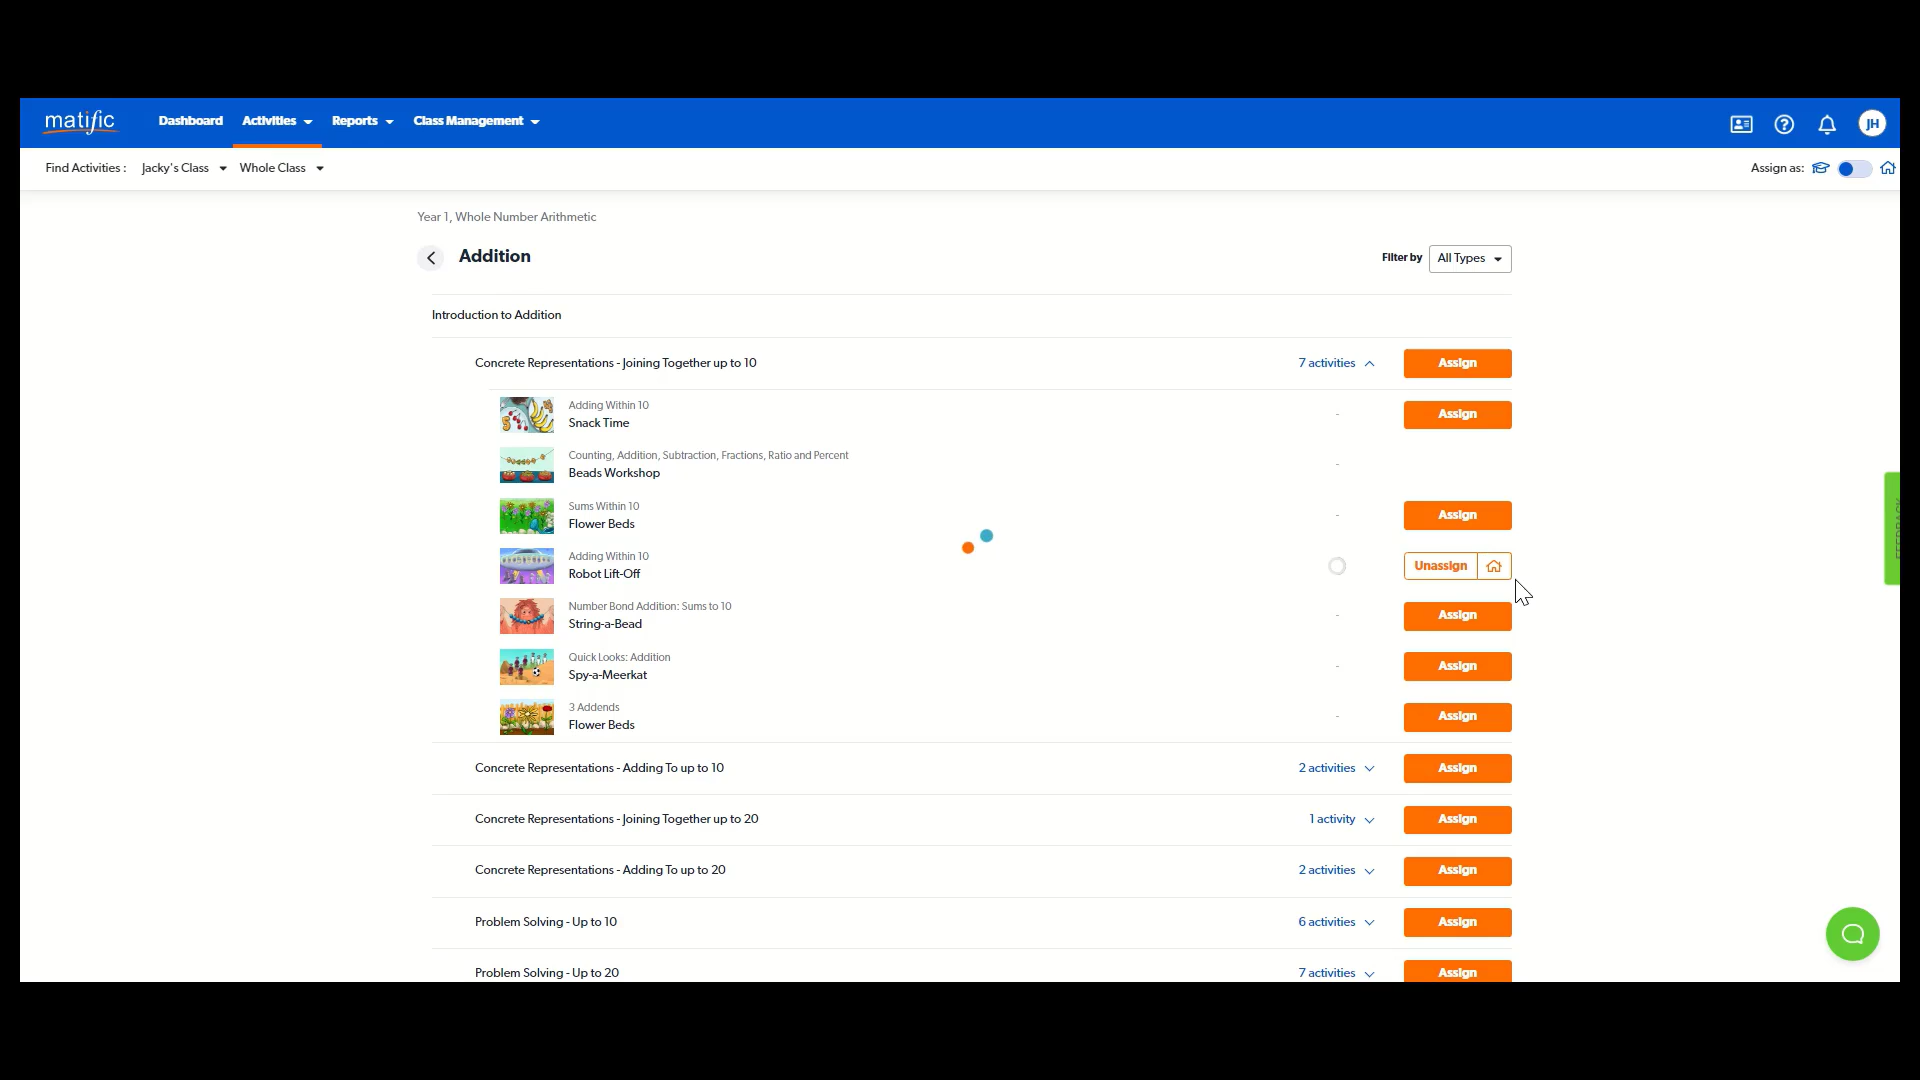 matific Dashboard Activities Reports Class Management JH
Find Activities : Jacky's Class Whole Class Assign as:
Year 1, Whole Number Arithmetic
Addition Filter by All Types
Introduction to Addition
Concrete Representations - Joining Together up to 10 7 activities Assign
Adding Within 10
Snack Time - Assign
Counting, Addition, Subtraction, Fractions, Ratio and Percent
Beads Workshop -
Sums Within 10
Flower Beds - Assign
Adding Within 10
Robot Lift-Off Unassign
Number Bond Addition: Sums to 10
String-a-Bead - Assign
Quick Looks: Addition
Spy-a-Meerkat - Assign
3 Addends
Flower Beds - Assign
Concrete Representations - Adding To up to 10 2 activities Assign
Concrete Representations - Joining Together up to 20 1 activity Assign
Concrete Representations - Adding To up to 20 2 activities Assign
Problem Solving - Up to 10 6 activities Assign
Problem Solving - Up to 20 7 activities Assign